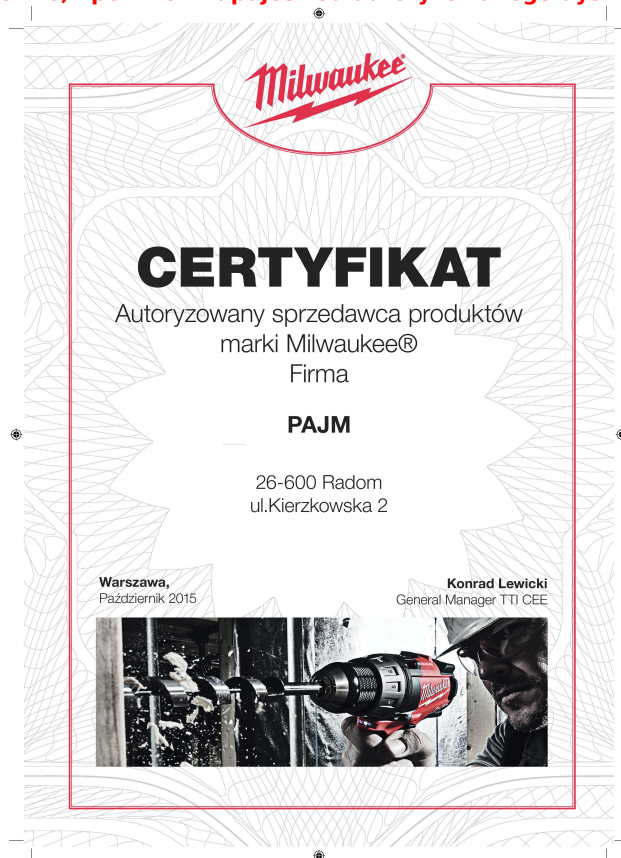 Milwaukee®
CERTYFIKAT
Autoryzowany sprzedawca produktów
marki Milwaukee®
Firma
PAJM
26-600 Radom
ul.Kierzkowska 2
Warszawa,
Październik 2015
Konrad Lewicki
General Manager TTI CEE
Milwaukee